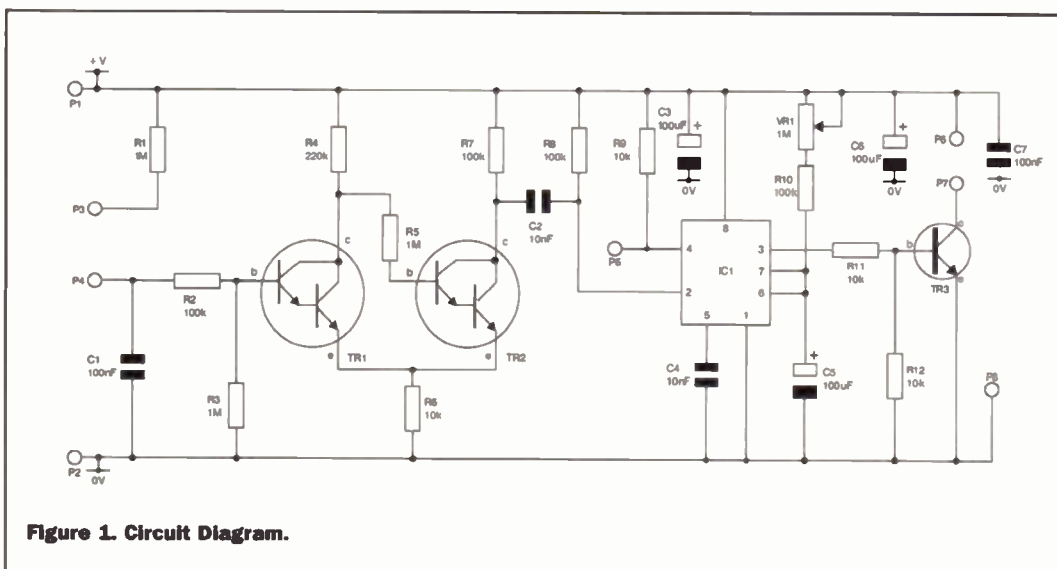 + V
P1
R1
1M
R4
220k
R7
100k
R8
100k
R9
10k
C3
100uF
+
0V
VR1
1M
R10
100k
+
C6
100uF
0V
P6
P7
C7
100nF
0V
P3
R5
1M
c
c
C2
10nF
P5
8
4
3
IC1
7
2
6
5
1
R11
10k
b
c
e
TR3
P4
R2
100k
b
b
C1
100nF
R3
1M
e
TR1
e
TR2
R6
10k
C4
10nF
+
C5
100uF
R12
10k
P8
P2
0V
Figure 1. Circuit Diagram.